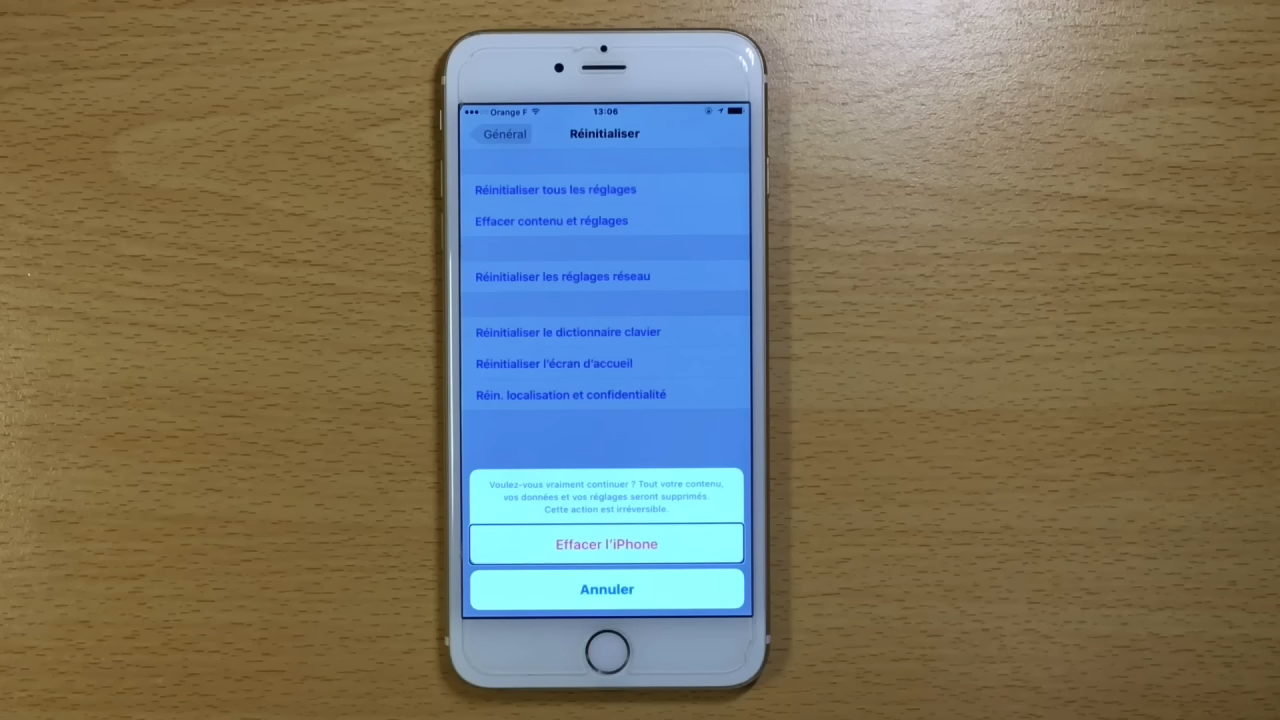 Orange F 13:06
Général Réinitialiser
Réinitialiser tous les réglages
Effacer contenu et réglages
Réinitialiser les réglages réseau
Réinitialiser le dictionnaire clavier
Réinitialiser l'écran d'accueil
Réin. localisation et confidentialité
Voulez-vous vraiment continuer ? Tout votre contenu,
vos données et vos réglages seront supprimés.
Cette action est irréversible.
Effacer l'iPhone
Annuler